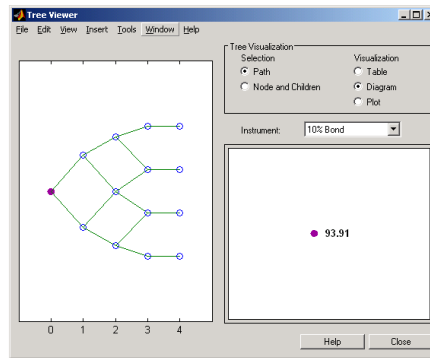 Tree Viewer
File Edit View Insert Tools Window Help
Tree Visualization
Selection
Visualization
Path
Table
Node and Children
Diagram
Plot
Instrument:
10% Bond
93.91
0 1 2 3 4
Help
Close